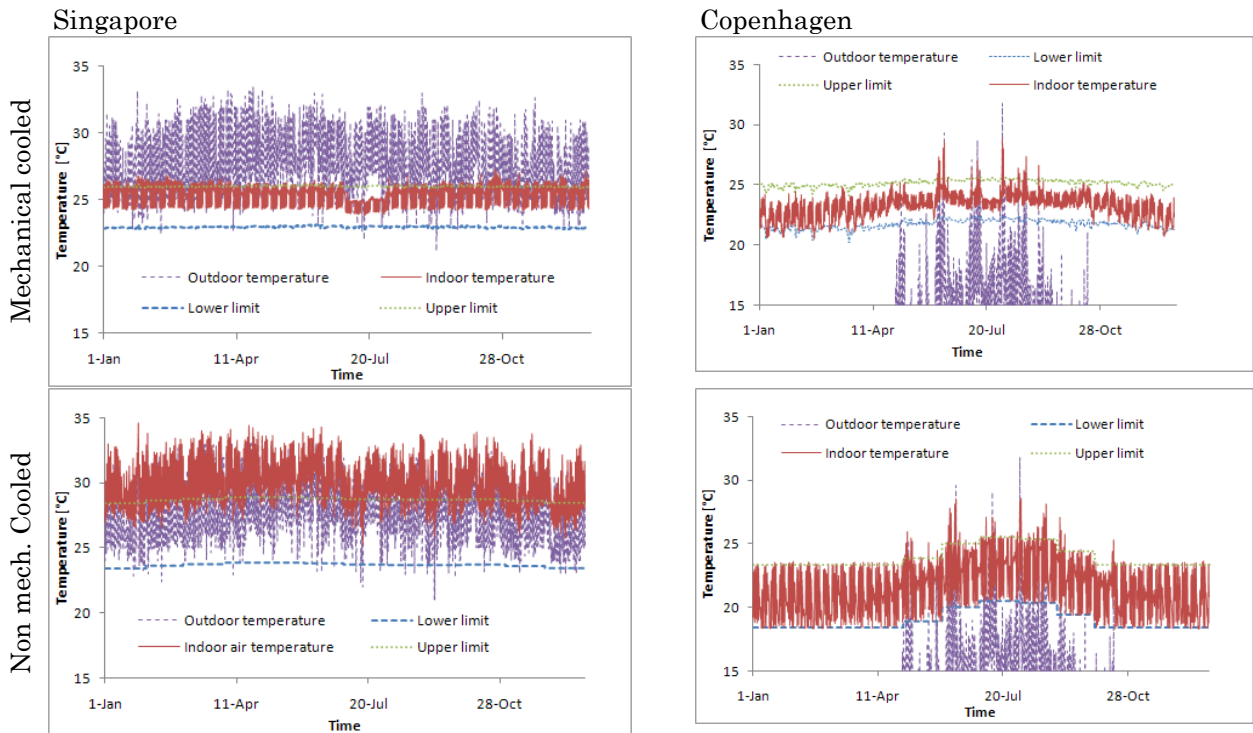 Singapore
Copenhagen
Mechanical cooled
Temperature [°C]
35
30
25
20
15
Outdoor temperature
Indoor temperature
Lower limit
Upper limit
1-Jan
11-Apr
20-Jul
28-Oct
Time
Temperature [°C]
35
30
25
20
15
Outdoor temperature
Lower limit
Upper limit
Indoor temperature
1-Jan
11-Apr
20-Jul
28-Oct
Time
Non mech. Cooled
Temperature [°C]
35
30
25
20
15
Outdoor temperature
Lower limit
Indoor air temperature
Upper limit
1-Jan
11-Apr
20-Jul
28-Oct
Time
Temperature [°C]
35
30
25
20
15
Outdoor temperature
Lower limit
Indoor temperature
Upper limit
1-Jan
11-Apr
20-Jul
28-Oct
Time